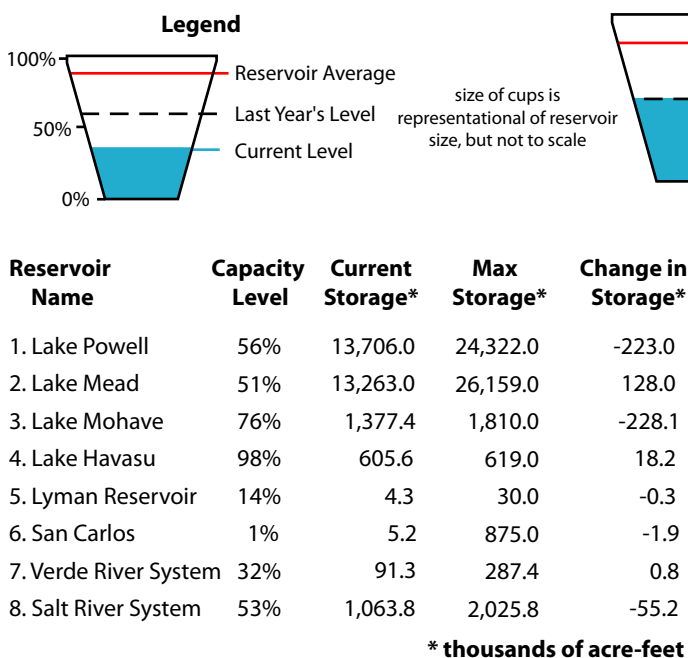 Legend
100%
Reservoir Average
Last Year's Level
50%
Current Level
0%
size of cups is
representational of reservoir
size, but not to scale
Reservoir Capacity Current Max Change in
Name Level Storage* Storage* Storage*
1. Lake Powell 56% 13,706.0 24,322.0 -223.0
2. Lake Mead 51% 13,263.0 26,159.0 128.0
3. Lake Mohave 76% 1,377.4 1,810.0 -228.1
4. Lake Havasu 98% 605.6 619.0 18.2
5. Lyman Reservoir 14% 4.3 30.0 -0.3
6. San Carlos 1% 5.2 875.0 -1.9
7. Verde River System 32% 91.3 287.4 0.8
8. Salt River System 53% 1,063.8 2,025.8 -55.2
* thousands of acre-feet